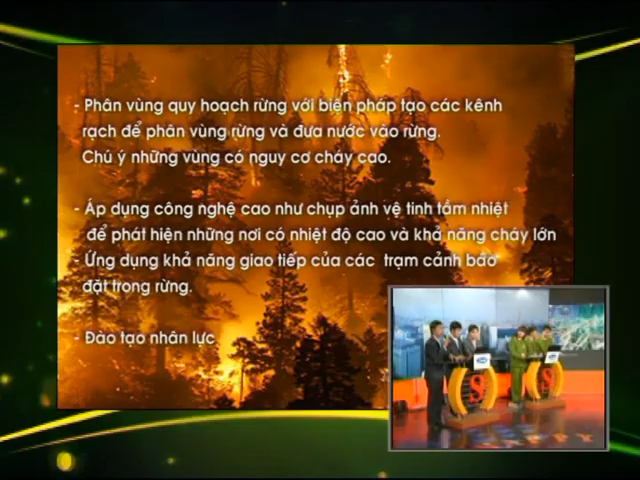 - Phân vùng quy hoạch rừng với biện pháp tạo các kênh
rạch để phân vùng rừng và đưa nước vào rừng.
Chú ý những vùng có nguy cơ cháy cao.
- Áp dụng công nghệ cao như chụp ảnh vệ tinh tầm nhiệt
để phát hiện những nơi có nhiệt độ cao và khả năng cháy lớn
- Ứng dụng khả năng giao tiếp của các trạm cảnh báo
đặt trong rừng.
- Đào tạo nhân lực